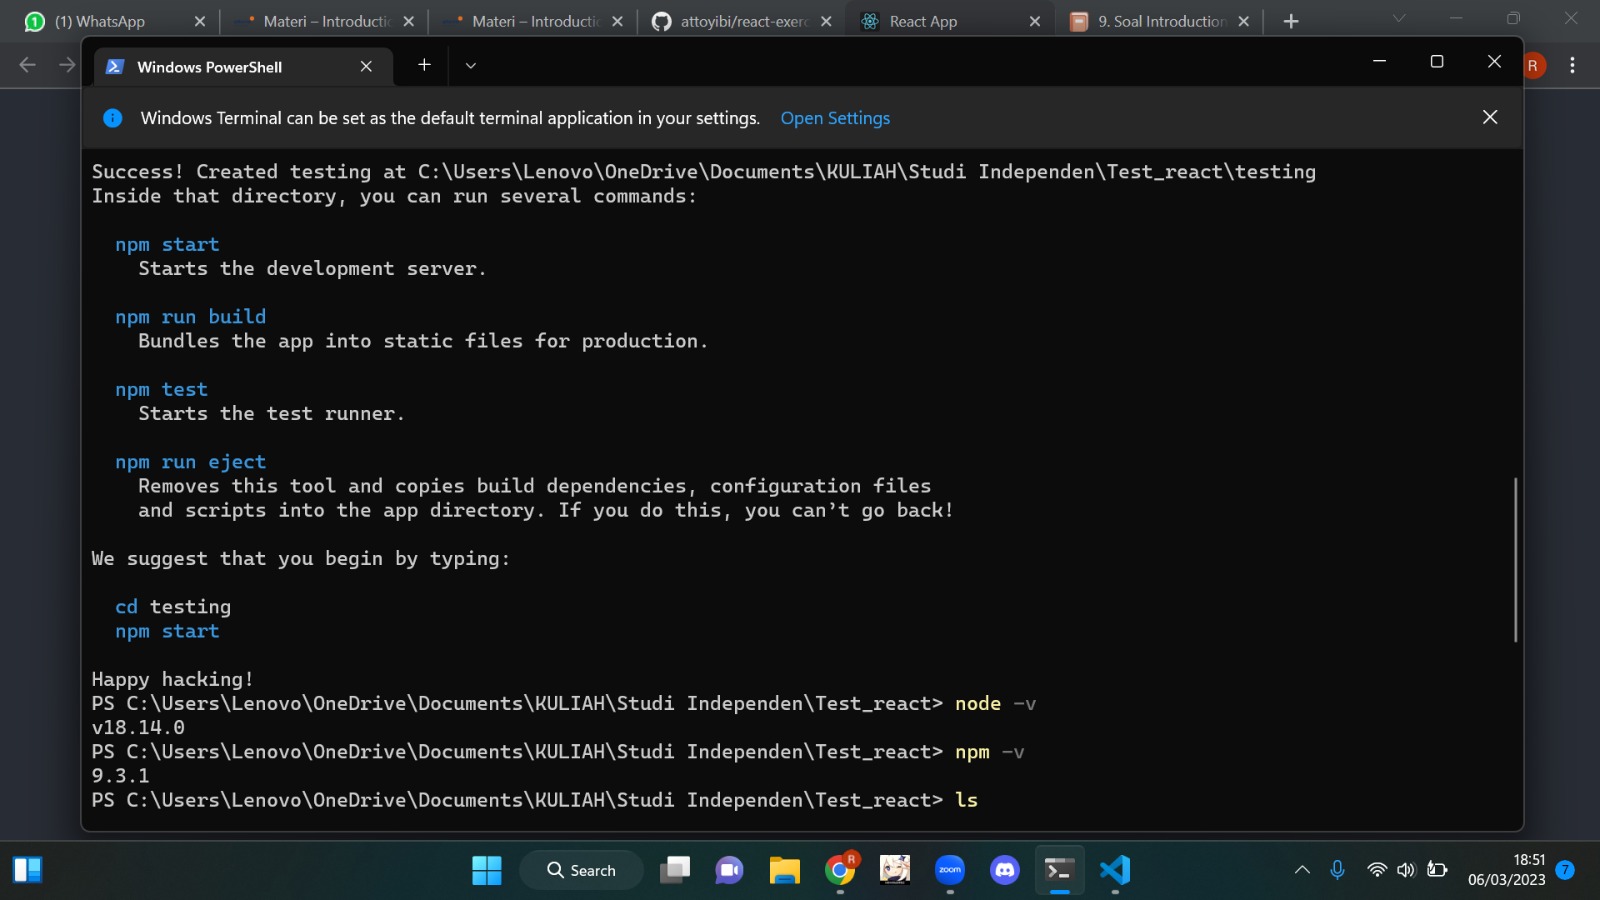 (1) WhatsApp
Materi – Introductic
Materi – Introductic
attoyibi/react-exerc
React App
9. Soal Introduction
Windows PowerShell
R
Windows Terminal can be set as the default terminal application in your settings. Open Settings
Success! Created testing at C:\Users\Lenovo\OneDrive\Documents\KULIAH\Studi Independen\Test_react\testing
Inside that directory, you can run several commands:
npm start
Starts the development server.
npm run build
Bundles the app into static files for production.
npm test
Starts the test runner.
npm run eject
Removes this tool and copies build dependencies, configuration files
and scripts into the app directory. If you do this, you can’t go back!
We suggest that you begin by typing:
cd testing
npm start
Happy hacking!
PS C:\Users\Lenovo\OneDrive\Documents\KULIAH\Studi Independen\Test_react> node -v
v18.14.0
PS C:\Users\Lenovo\OneDrive\Documents\KULIAH\Studi Independen\Test_react> npm -v
9.3.1
PS C:\Users\Lenovo\OneDrive\Documents\KULIAH\Studi Independen\Test_react> ls
Search
R
zoom
18:51
06/03/2023
7